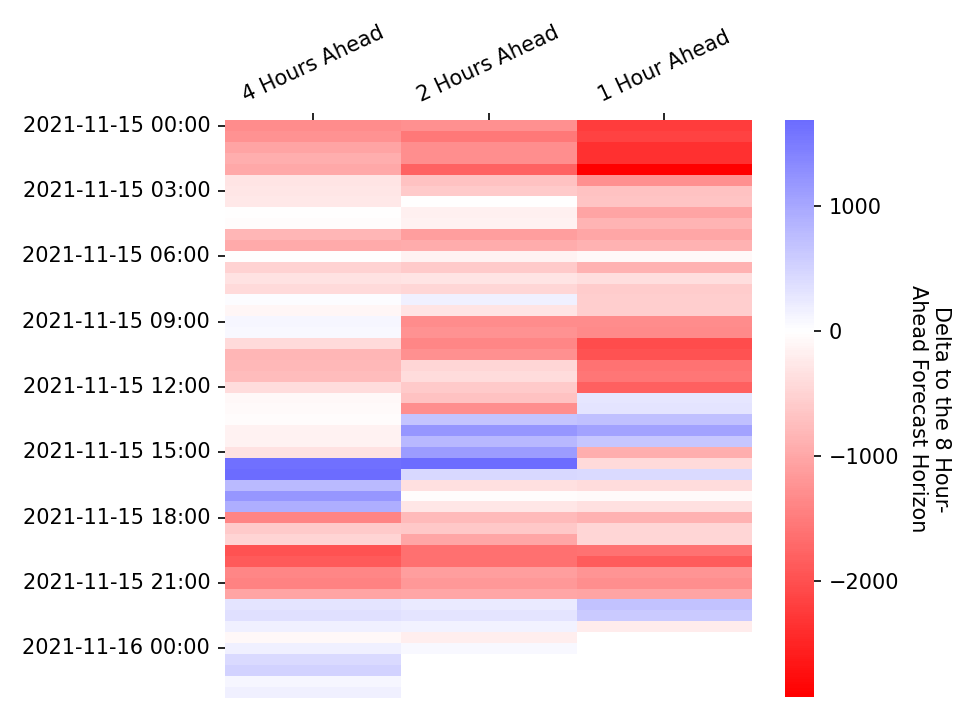 4 Hours Ahead
2 Hours Ahead
1 Hour Ahead
2021-11-15 00:00
2021-11-15 03:00
2021-11-15 06:00
2021-11-15 09:00
2021-11-15 12:00
2021-11-15 15:00
2021-11-15 18:00
2021-11-15 21:00
2021-11-16 00:00
1000
0
−1000
−2000
Delta to the 8 Hour-
Ahead Forecast Horizon